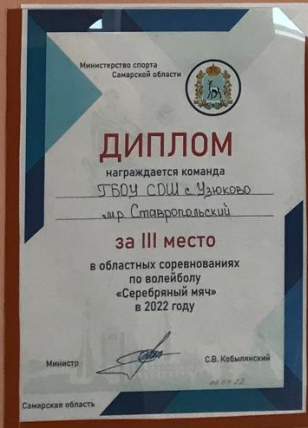 Министерство спорта
Самарской области
ДИПЛОМ
награждается команда
ГБОУ СОШ с. Узюково
мр Ставропольский
за III место
в областных соревнованиях
по волейболу
«Серебряный мяч»
в 2022 году
Министр
С.В. Кобылянский
Самарская область